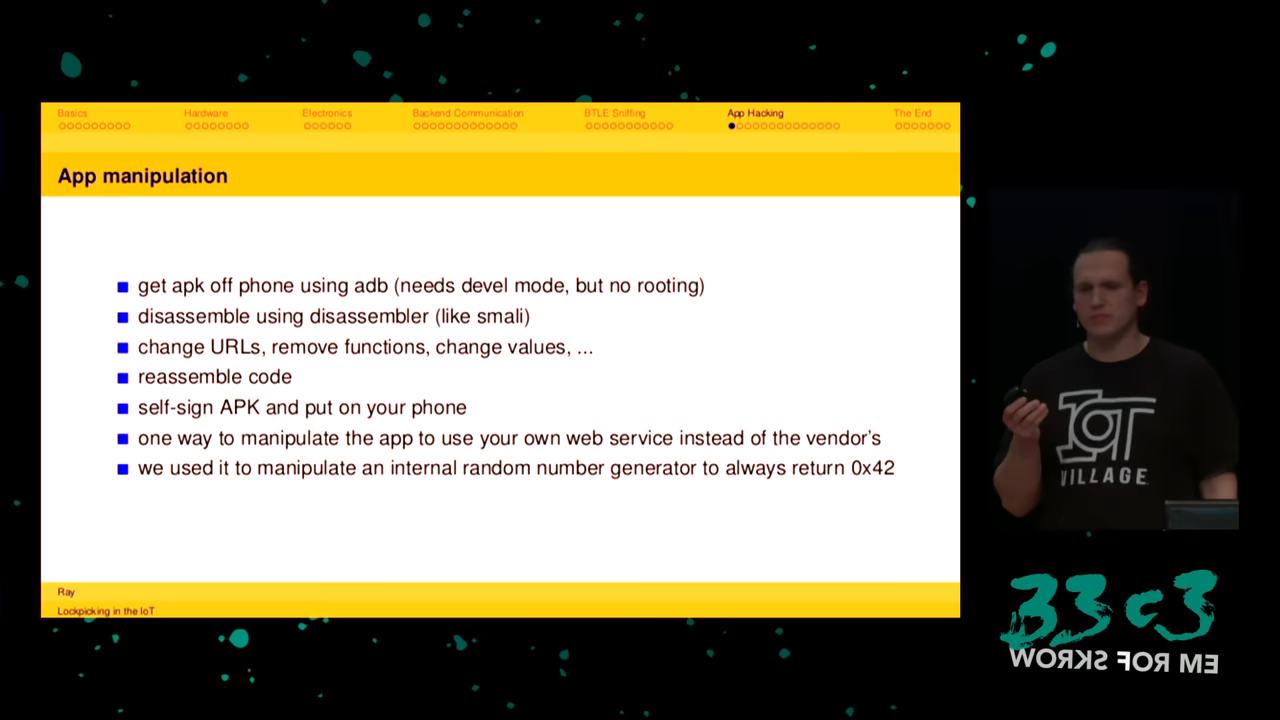 Basics
Hardware
Electronics
Backend Communication
BTLE Sniffing
App Hacking
The End
App manipulation
get apk off phone using adb (needs devel mode, but no rooting)
disassemble using disassembler (like smali)
change URLs, remove functions, change values, ...
reassemble code
self-sign APK and put on your phone
one way to manipulate the app to use your own web service instead of the vendor's
we used it to manipulate an internal random number generator to always return 0x42
Ray
Lockpicking in the IoT
IoT
VILLAGE
33c3
WORKS FOR ME